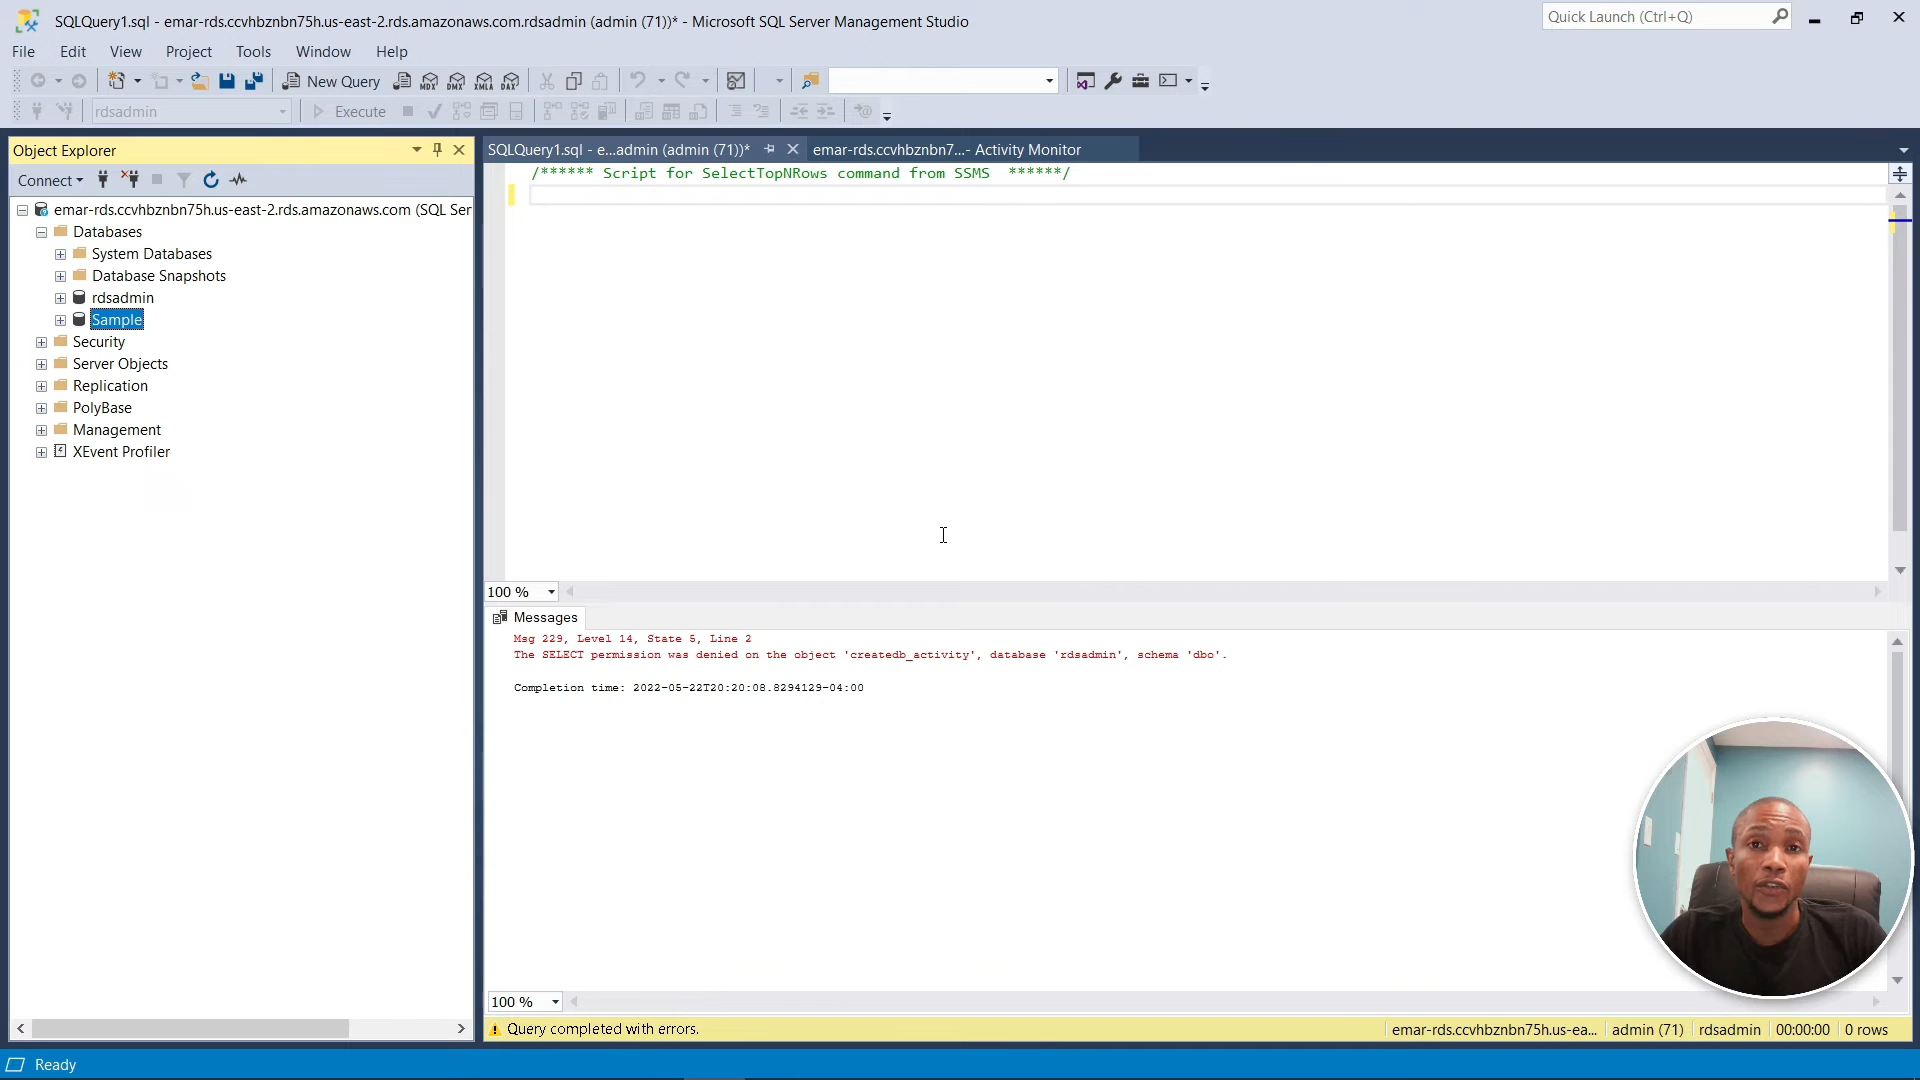 SQLQuery1.sql - emar-rds.ccvhbznbn75h.us-east-2.rds.amazonaws.com.rdsadmin (admin (71))* - Microsoft SQL Server Management Studio
Quick Launch (Ctrl+Q)
File Edit View Project Tools Window Help
New Query MDX DMX XMLA DAX
rdsadmin Execute
Object Explorer
SQLQuery1.sql - e...admin (admin (71))* emar-rds.ccvhbznbn7...- Activity Monitor
Connect
/****** Script for SelectTopNRows command from SSMS ******/
emar-rds.ccvhbznbn75h.us-east-2.rds.amazonaws.com (SQL Ser
Databases
System Databases
Database Snapshots
rdsadmin
Sample
Security
Server Objects
Replication
PolyBase
Management
XEvent Profiler
100 %
Messages
Msg 229, Level 14, State 5, Line 2
The SELECT permission was denied on the object 'createdb_activity', database 'rdsadmin', schema 'dbo'.
Completion time: 2022-05-22T20:20:08.8294129-04:00
100 %
Query completed with errors. emar-rds.ccvhbznbn75h.us-ea... admin (71) rdsadmin 00:00:00 0 rows
Ready